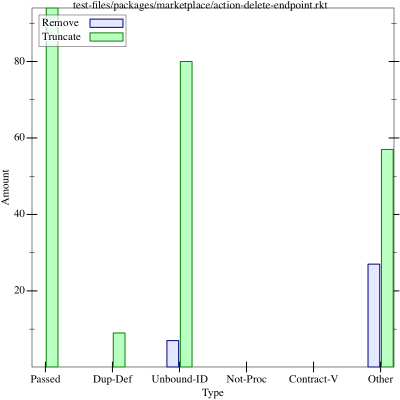 test-files/packages/marketplace/action-delete-endpoint.rkt
Remove
Truncate
80
60
40
20
Amount
Passed Dup-Def Unbound-ID Not-Proc Contract-V Other
Type